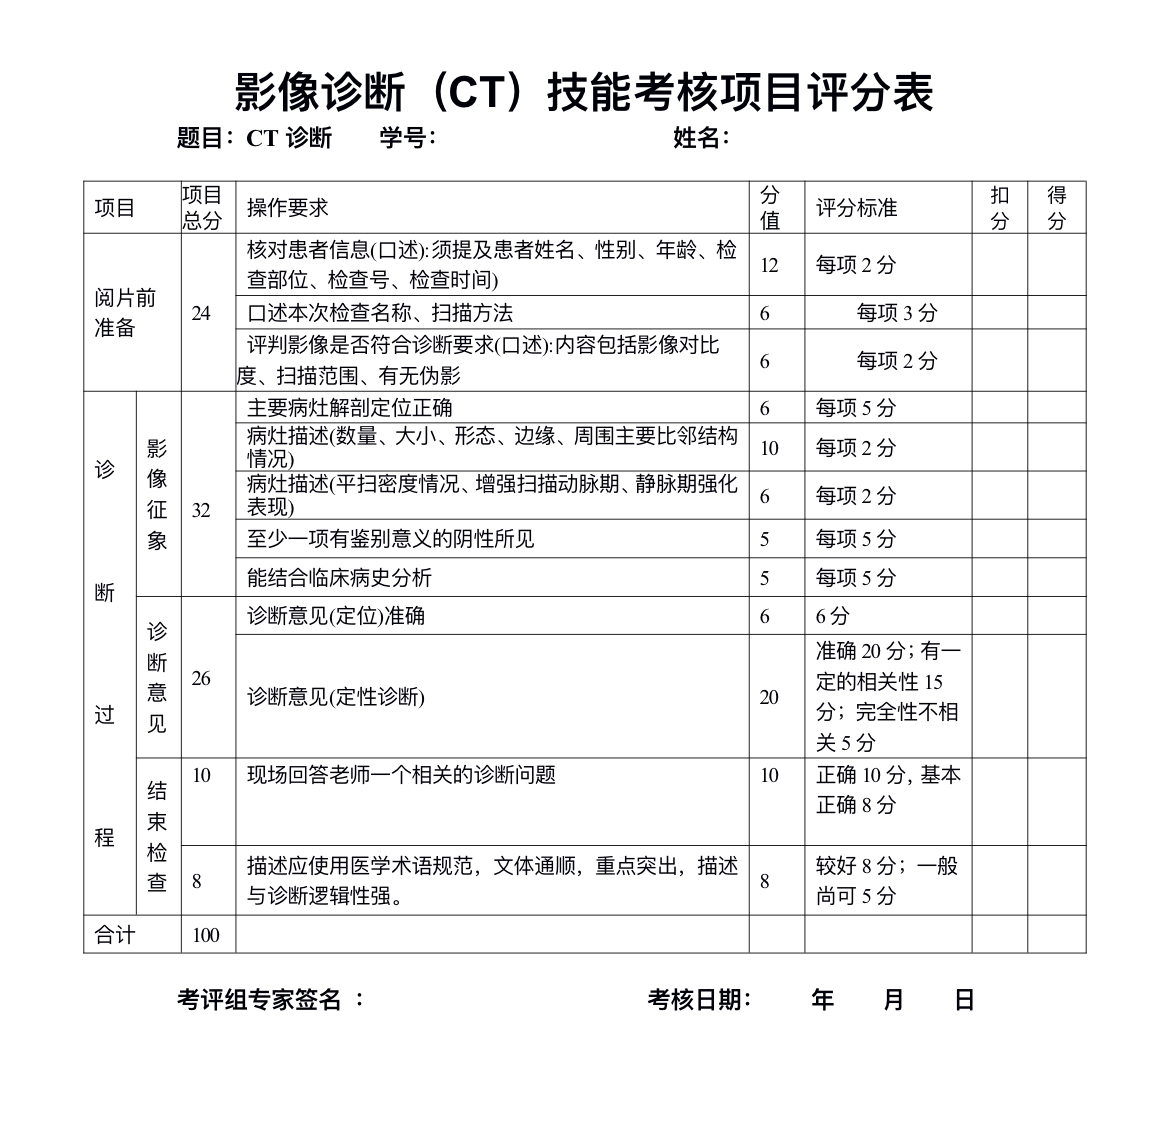 影像诊断（CT）技能考核项目评分表
题目：CT 诊断 学号： 姓名：
项目 项目总分 操作要求 分值 评分标准 扣分 得分
阅片前准备 24 核对患者信息(口述):须提及患者姓名、性别、年龄、检
查部位、检查号、检查时间) 12 每项 2 分
口述本次检查名称、扫描方法 6 每项 3 分
评判影像是否符合诊断要求(口述):内容包括影像对比
度、扫描范围、有无伪影 6 每项 2 分
诊断过程 影像征象 32 主要病灶解剖定位正确 6 每项 5 分
病灶描述(数量、大小、形态、边缘、周围主要比邻结构
情况) 10 每项 2 分
病灶描述(平扫密度情况、增强扫描动脉期、静脉期强化
表现) 6 每项 2 分
至少一项有鉴别意义的阴性所见 5 每项 5 分
能结合临床病史分析 5 每项 5 分
诊断意见 26 诊断意见(定位)准确 6 6 分
诊断意见(定性诊断) 20 准确 20 分；有一
定的相关性 15
分；完全性不相
关 5 分
结束检查 10 现场回答老师一个相关的诊断问题 10 正确 10 分, 基本
正确 8 分
8 描述应使用医学术语规范，文体通顺，重点突出，描述
与诊断逻辑性强。 8 较好 8 分；一般
尚可 5 分
合计 100
考评组专家签名 ： 考核日期： 年 月 日